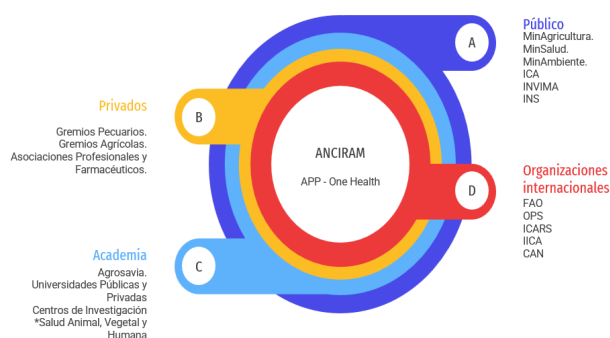 Público
MinAgricultura.
MinSalud.
MinAmbiente.
ICA
INVIMA
INS
A
Privados
Gremios Pecuarios.
Gremios Agrícolas.
Asociaciones Profesionales y
Farmacéuticos.
B
ANCIRAM
APP - One Health
Organizaciones
internacionales
FAO
OPS
ICARS
IICA
CAN
D
Academia
Agrosavia.
Universidades Públicas y
Privadas
Centros de Investigación
*Salud Animal, Vegetal y
Humana
C